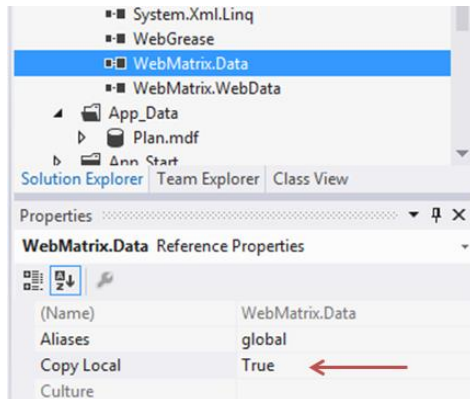 System.Xml.Linq
WebGrease
WebMatrix.Data
WebMatrix.WebData
App_Data
Plan.mdf
App_Start
Solution Explorer Team Explorer Class View
Properties
WebMatrix.Data Reference Properties
(Name) WebMatrix.Data
Aliases global
Copy Local True
Culture